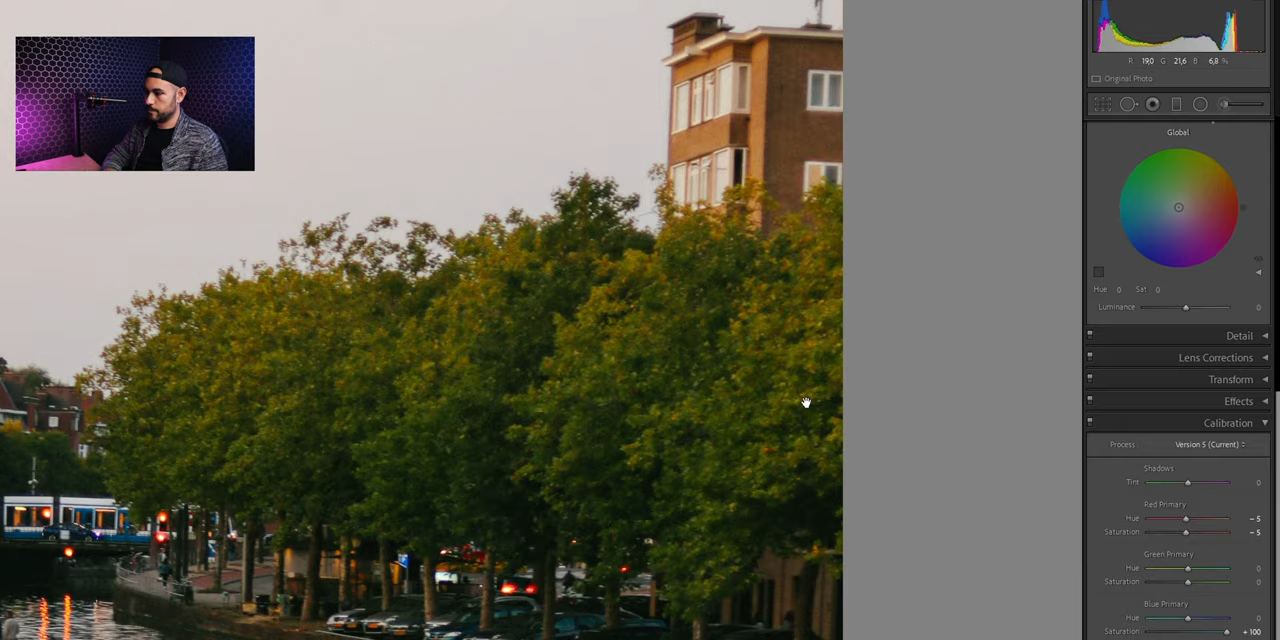 R 19,0 G 21,6 B 6,8 %
Original Photo
Global
Hue 0 Sat 0
Luminance 0
Detail
Lens Corrections
Transform
Effects
Calibration
Process : Version 5 (Current)
Shadows
Tint 0
Red Primary
Hue – 5
Saturation – 5
Green Primary
Hue 0
Saturation 0
Blue Primary
Hue 0
Saturation + 100